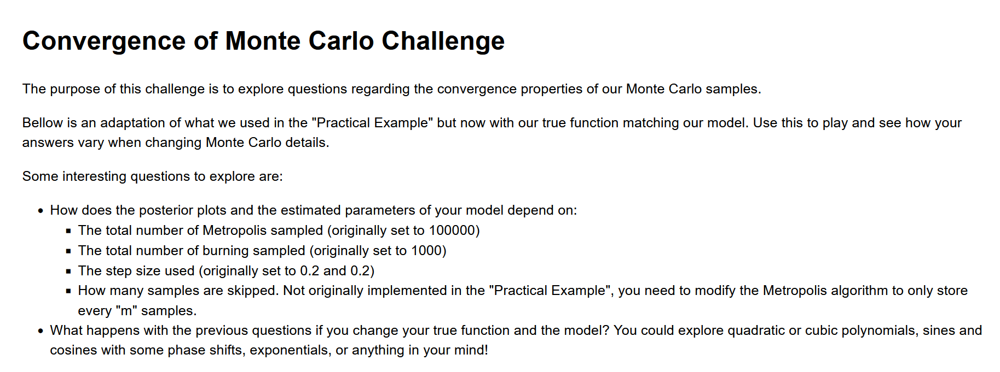 Convergence of Monte Carlo Challenge
The purpose of this challenge is to explore questions regarding the convergence properties of our Monte Carlo samples.
Bellow is an adaptation of what we used in the "Practical Example" but now with our true function matching our model. Use this to play and see how your
answers vary when changing Monte Carlo details.
Some interesting questions to explore are:
• How does the posterior plots and the estimated parameters of your model depend on:
▪ The total number of Metropolis sampled (originally set to 100000)
▪ The total number of burning sampled (originally set to 1000)
▪ The step size used (originally set to 0.2 and 0.2)
▪ How many samples are skipped. Not originally implemented in the "Practical Example", you need to modify the Metropolis algorithm to only store
every "m" samples.
• What happens with the previous questions if you change your true function and the model? You could explore quadratic or cubic polynomials, sines and
cosines with some phase shifts, exponentials, or anything in your mind!